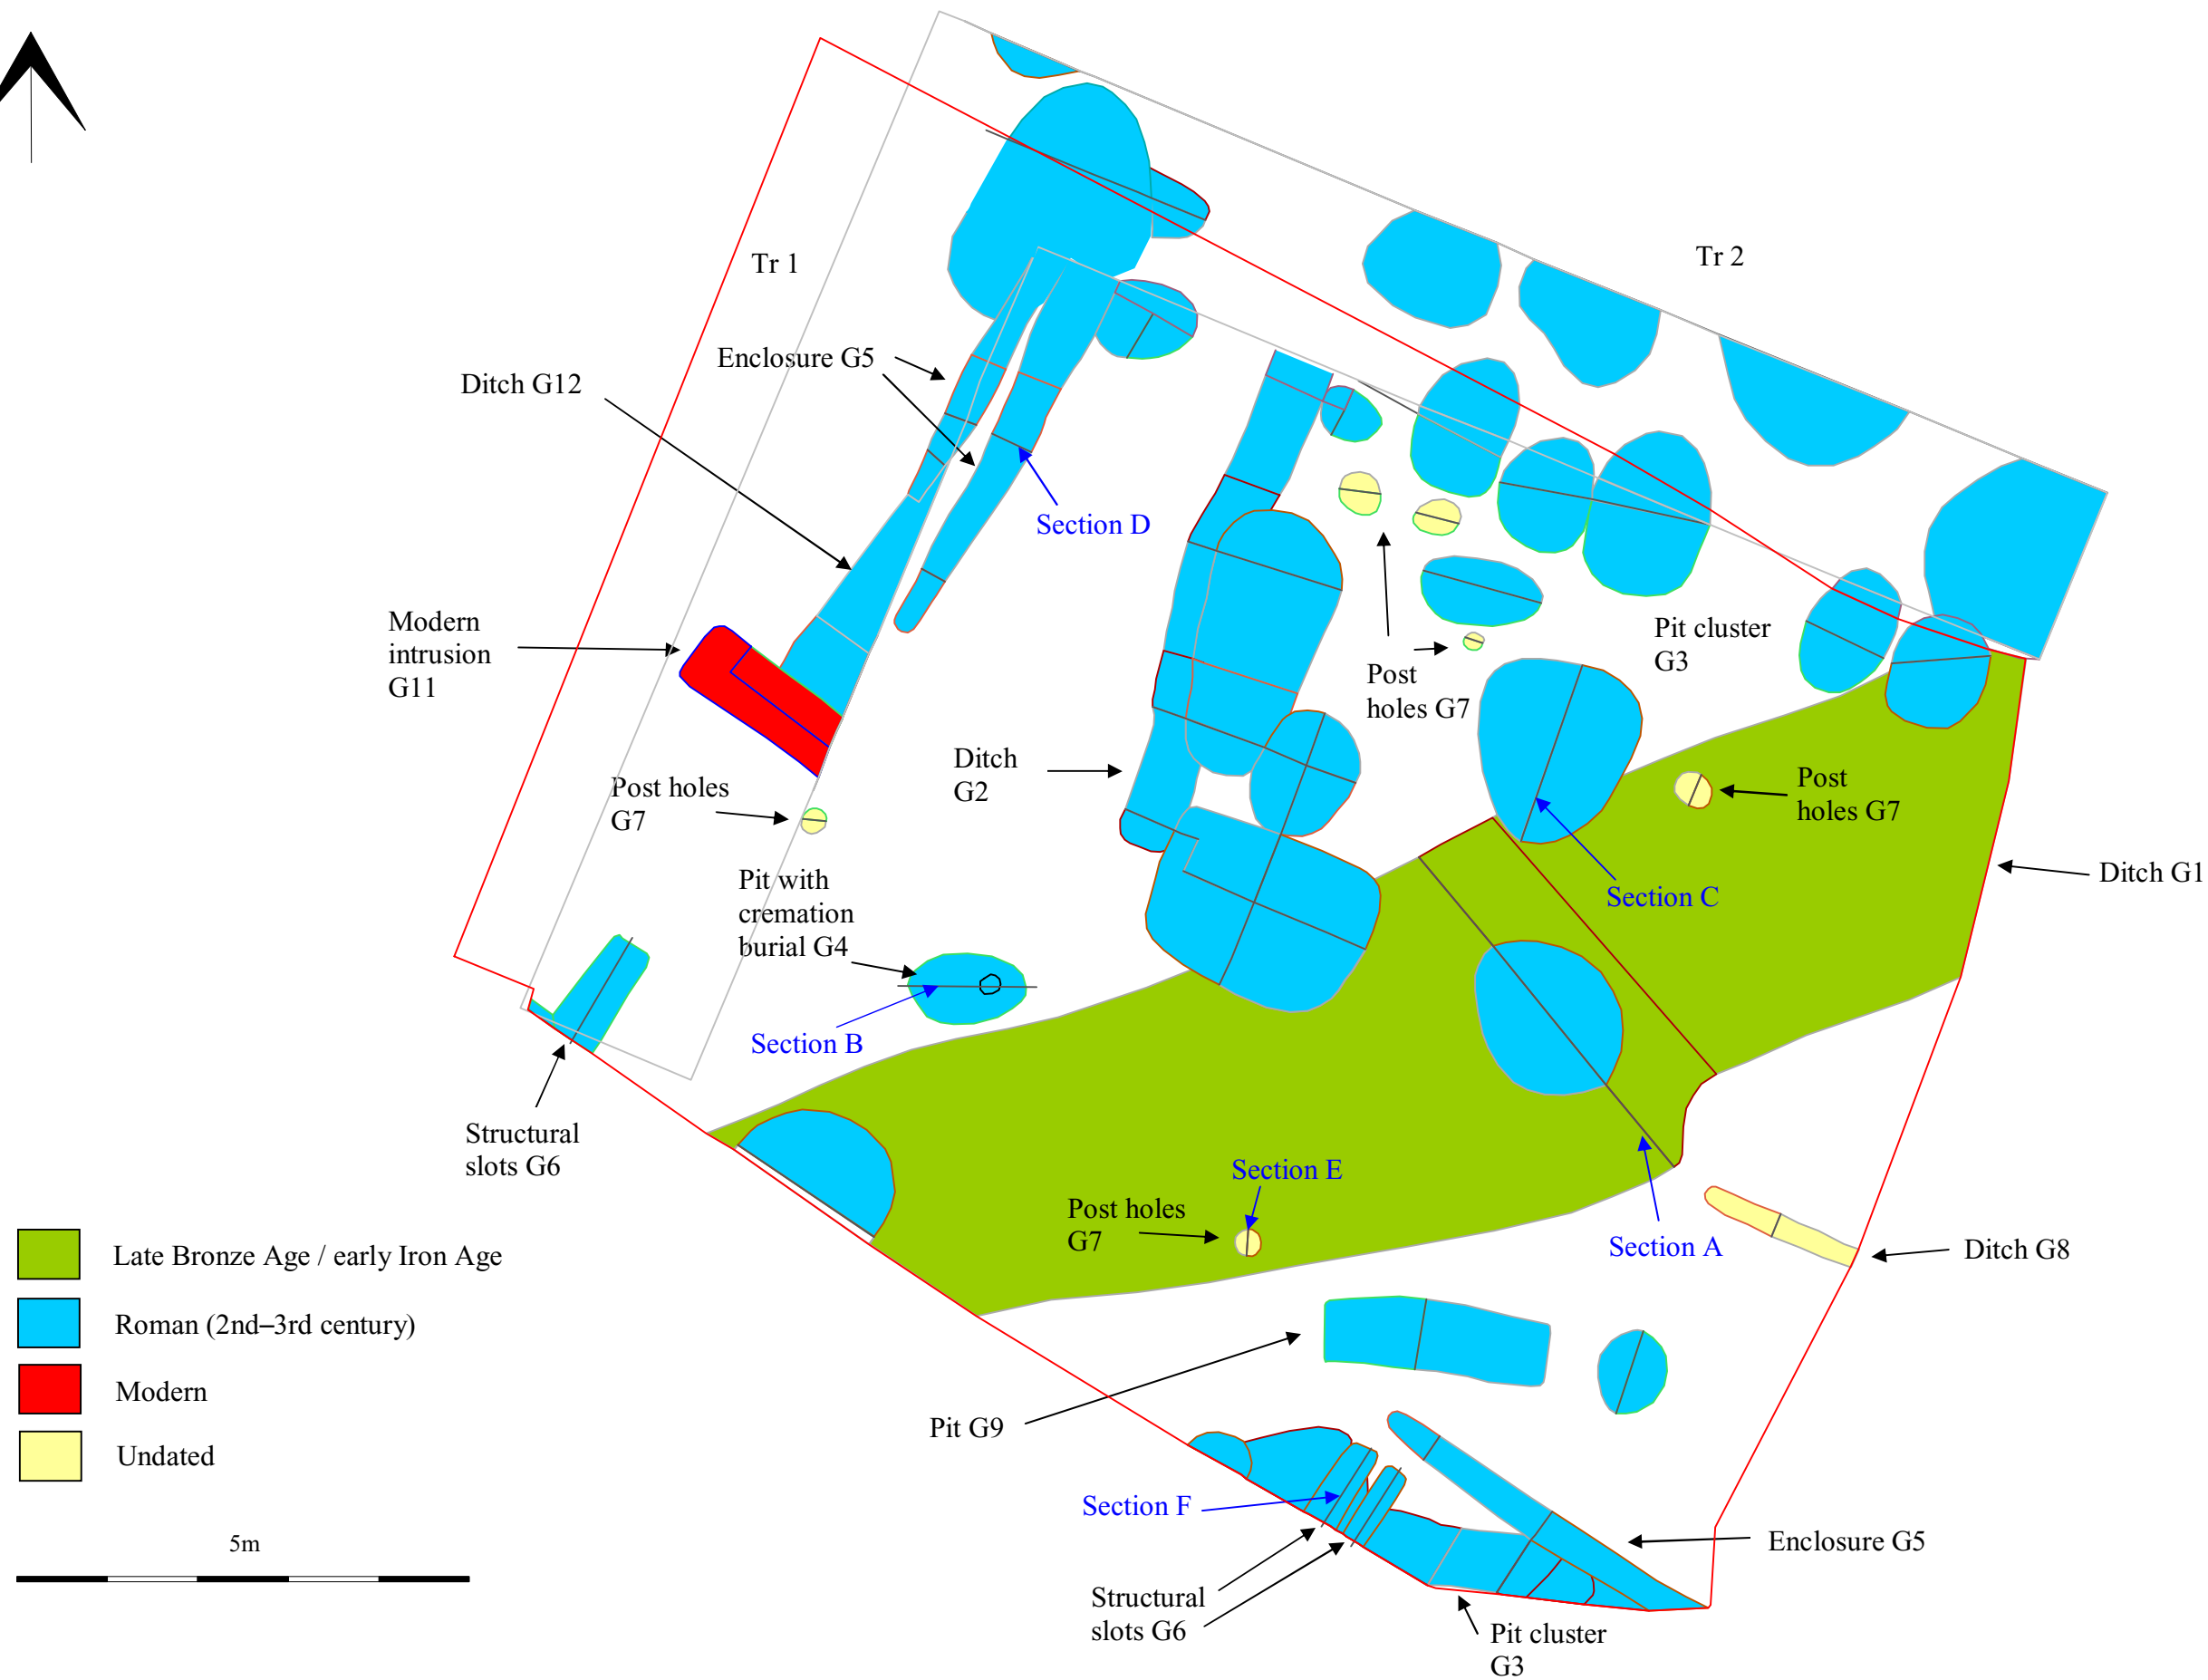 Tr 1
Tr 2
Enclosure G5
Ditch G12
Section D
Modern
intrusion
G11
Pit cluster
G3
Post
holes G7
Ditch
G2
Post holes
G7
Post
holes G7
Ditch G1
Pit with
cremation
burial G4
Section C
Section B
Structural
slots G6
Section E
Post holes
G7
Section A
Ditch G8
Late Bronze Age / early Iron Age
Roman (2nd–3rd century)
Modern
Undated
Pit G9
Section F
5m
Enclosure G5
Structural
slots G6
Pit cluster
G3